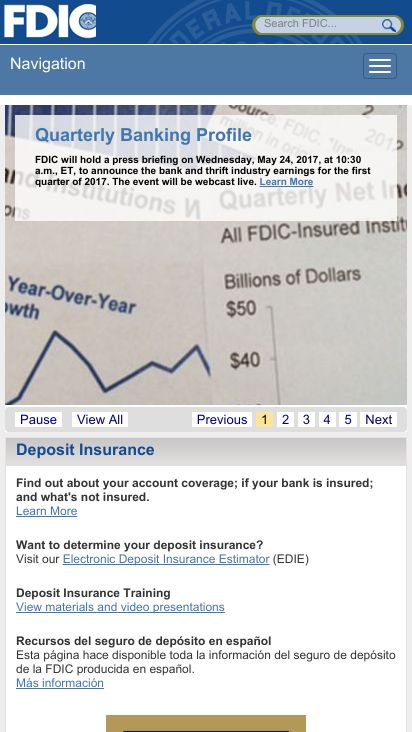 FDIC
Search FDIC...
Navigation
Quarterly Banking Profile
FDIC will hold a press briefing on Wednesday, May 24, 2017, at 10:30
a.m., ET, to announce the bank and thrift industry earnings for the first
quarter of 2017. The event will be webcast live. Learn More
Quarterly Net In
All FDIC-Insured Instit
Billions of Dollars
$50
$40
Year-Over-Year
wth
Pause View All Previous 1 2 3 4 5 Next
Deposit Insurance
Find out about your account coverage; if your bank is insured;
and what's not insured.
Learn More
Want to determine your deposit insurance?
Visit our Electronic Deposit Insurance Estimator (EDIE)
Deposit Insurance Training
View materials and video presentations
Recursos del seguro de depósito en español
Esta página hace disponible toda la información del seguro de depósito
de la FDIC producida en español.
Más información